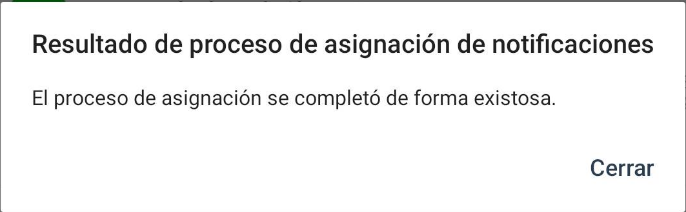 Resultado de proceso de asignación de notificaciones
El proceso de asignación se completó de forma existosa.
Cerrar